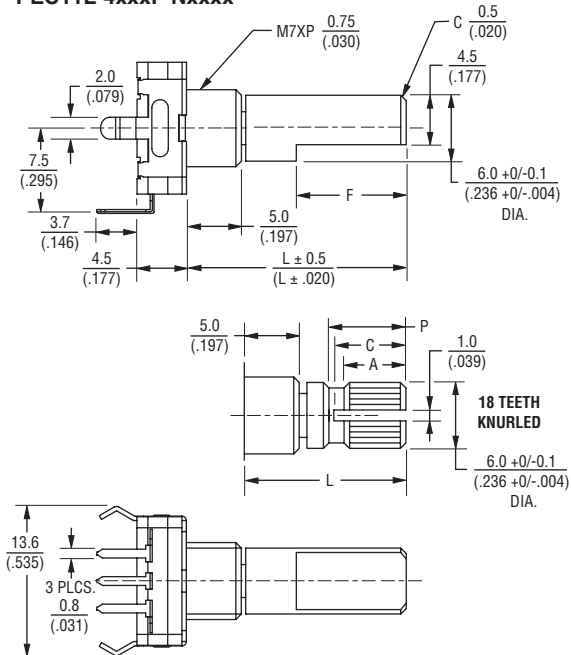 M7XP 0.75
(.030)
C 0.5
(.020)
4.5
(.177)
2.0
(.079)
7.5
(.295)
6.0 +0/-0.1
(.236 +0/-.004)
DIA.
F
3.7
(.146)
5.0
(.197)
4.5
(.177)
L ± 0.5
(L ± .020)
5.0
(.197)
P
C
A
1.0
(.039)
18 TEETH
KNURLED
6.0 +0/-0.1
(.236 +0/-.004)
DIA.
L
13.6
(.535)
3 PLCS.
0.8
(.031)